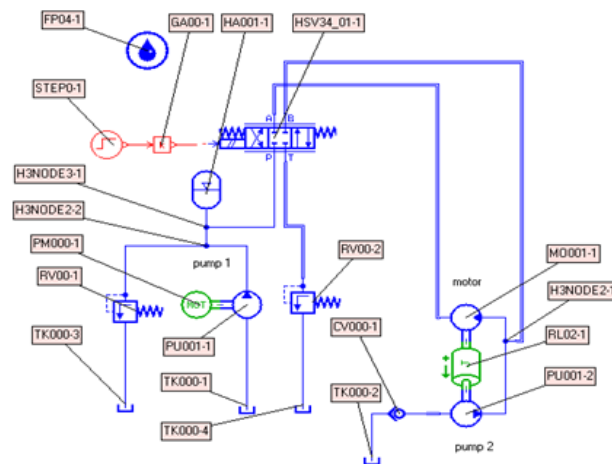 FP04-1
GA00-1
HA001-1
HSV34_01-1
STEP0-1
A B
P T
H3NODE3-1
H3NODE2-2
PM000-1
pump 1
RV00-2
motor
MO001-1
RV00-1
ROT
H3NODE2-1
CV000-1
RL02-1
TK000-3
PU001-1
TK000-1
TK000-2
PU001-2
TK000-4
pump 2